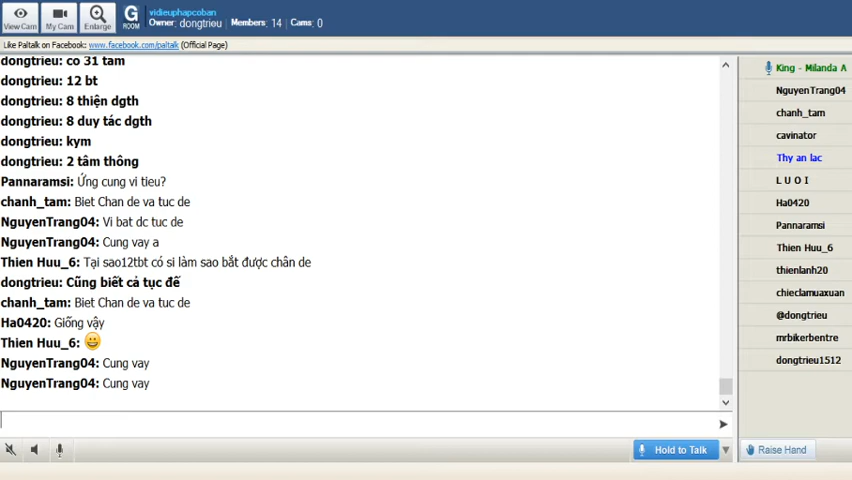 View Cam
My Cam
Enlarge
G
ROOM
vidieuphapcoban
Owner: dongtrieu Members: 14 Cams: 0
Like Paltalk on Facebook: www.facebook.com/paltalk (Official Page)
dongtrieu: co 31 tam
dongtrieu: 12 bt
dongtrieu: 8 thiện dgth
dongtrieu: 8 duy tác dgth
dongtrieu: kym
dongtrieu: 2 tâm thông
Pannaramsi: Ứng cung vi tieu?
chanh_tam: Biet Chan de va tuc de
NguyenTrang04: Vi bat dc tuc de
NguyenTrang04: Cung vay a
Thien Huu_6: Tại sao12tbt có si làm sao bắt được chân de
dongtrieu: Cũng biết cả tục đế
chanh_tam: Biet Chan de va tuc de
Ha0420: Giống vậy
Thien Huu_6:
NguyenTrang04: Cung vay
NguyenTrang04: Cung vay
Hold to Talk
King - Milanda A
NguyenTrang04
chanh_tam
cavinator
Thy an lac
L U O I
Ha0420
Pannaramsi
Thien Huu_6
thienlanh20
chieclamuaxuan
@dongtrieu
mrbikerbentre
dongtrieu1512
Raise Hand